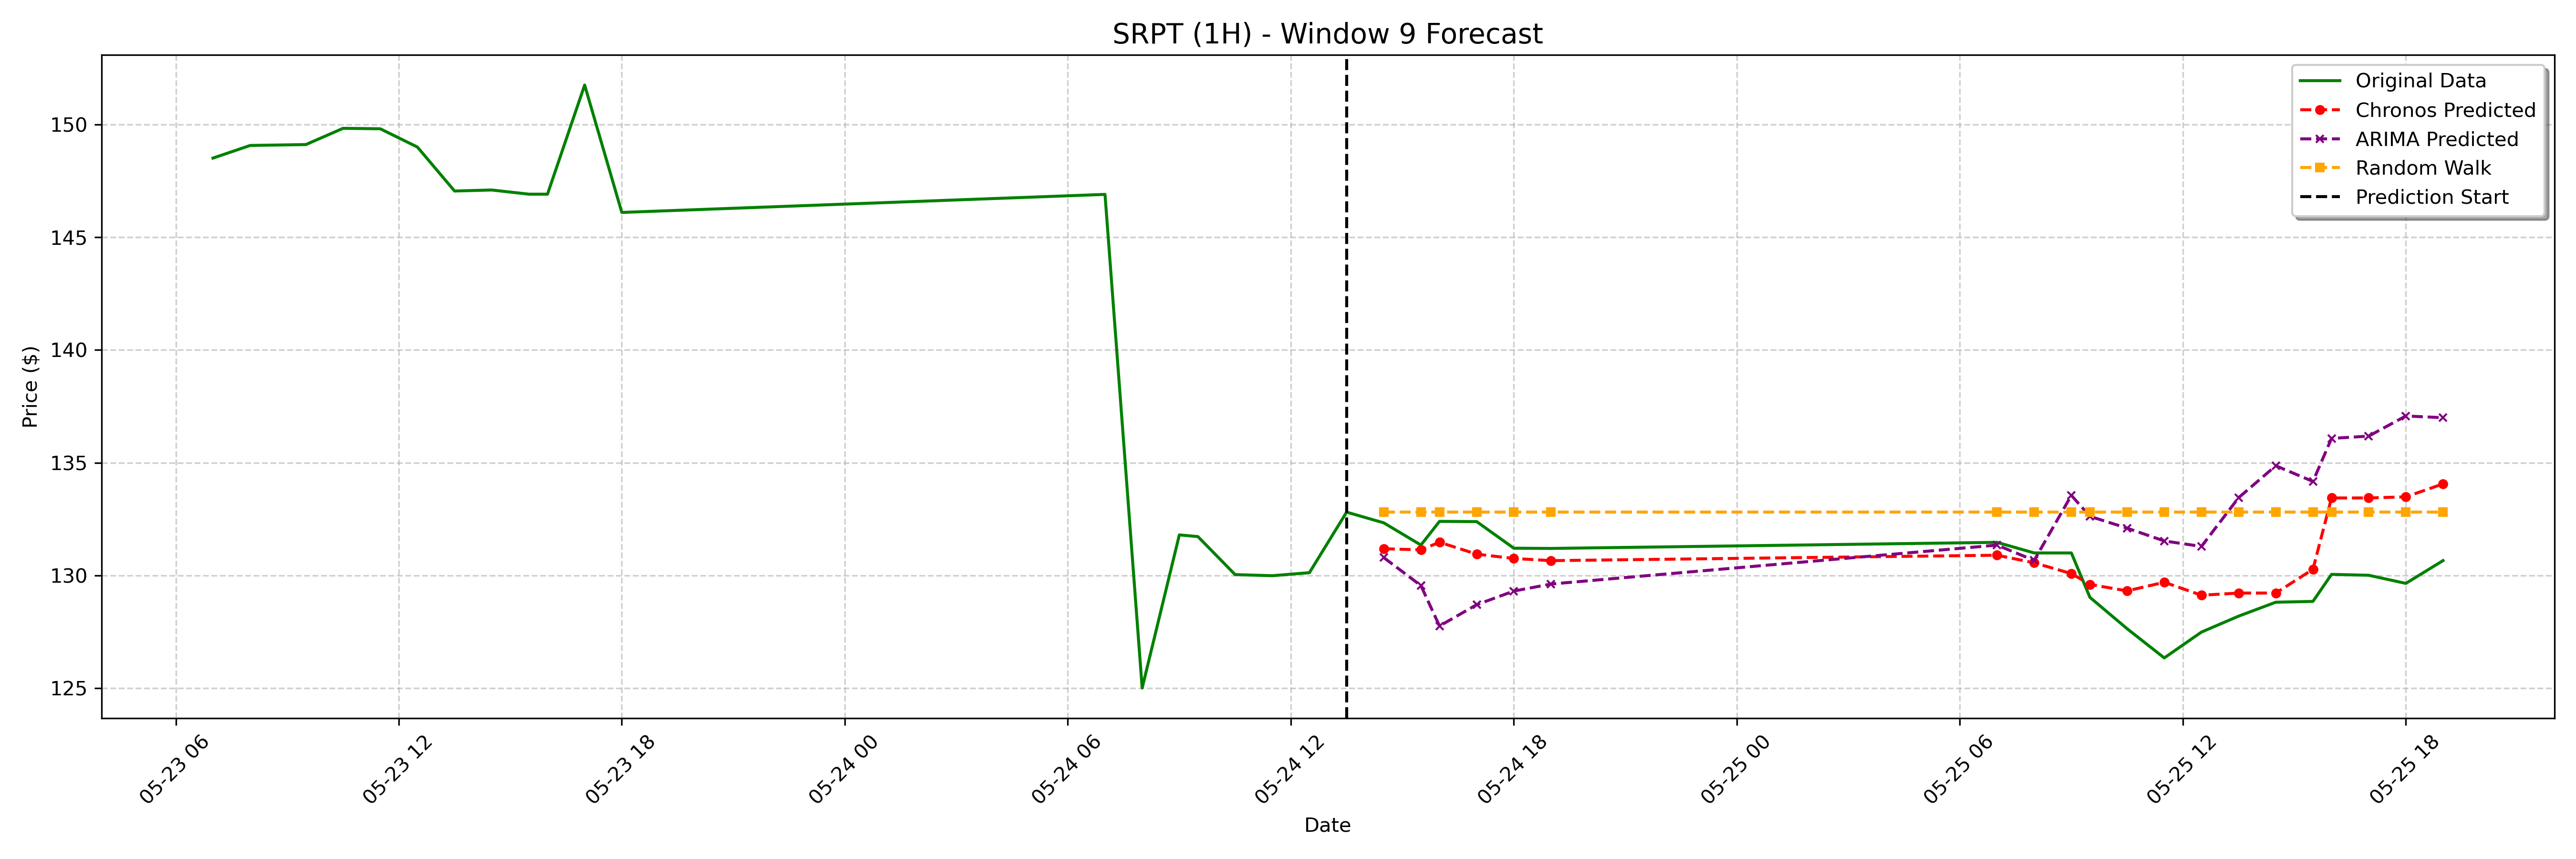 SRPT (1H) - Window 9 Forecast
Original Data
Chronos Predicted
ARIMA Predicted
Random Walk
Prediction Start
Price ($)
150
145
140
135
130
125
05-23 06
05-23 12
05-23 18
05-24 00
05-24 06
05-24 12
05-24 18
05-25 00
05-25 06
05-25 12
05-25 18
Date